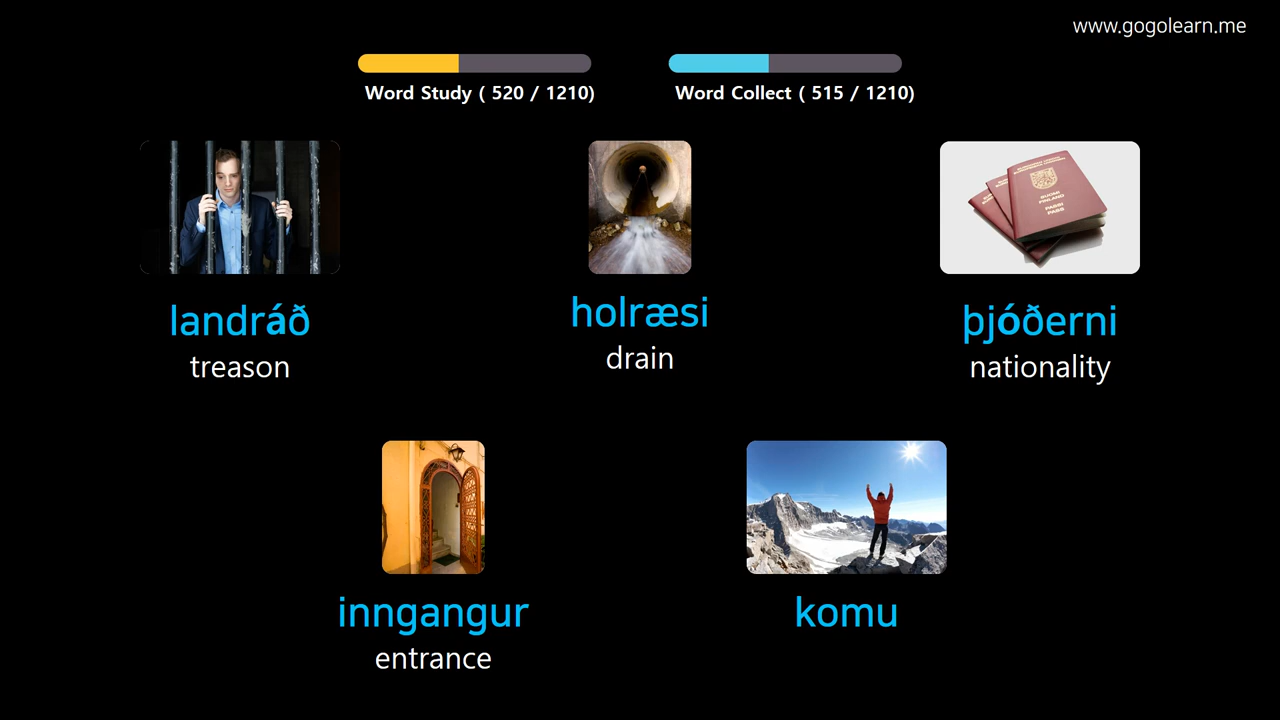 www.gogolearn.me
Word Study ( 520 / 1210)
Word Collect ( 515 / 1210)
landráð
treason
holræsi
drain
þjóðerni
nationality
inngangur
entrance
komu